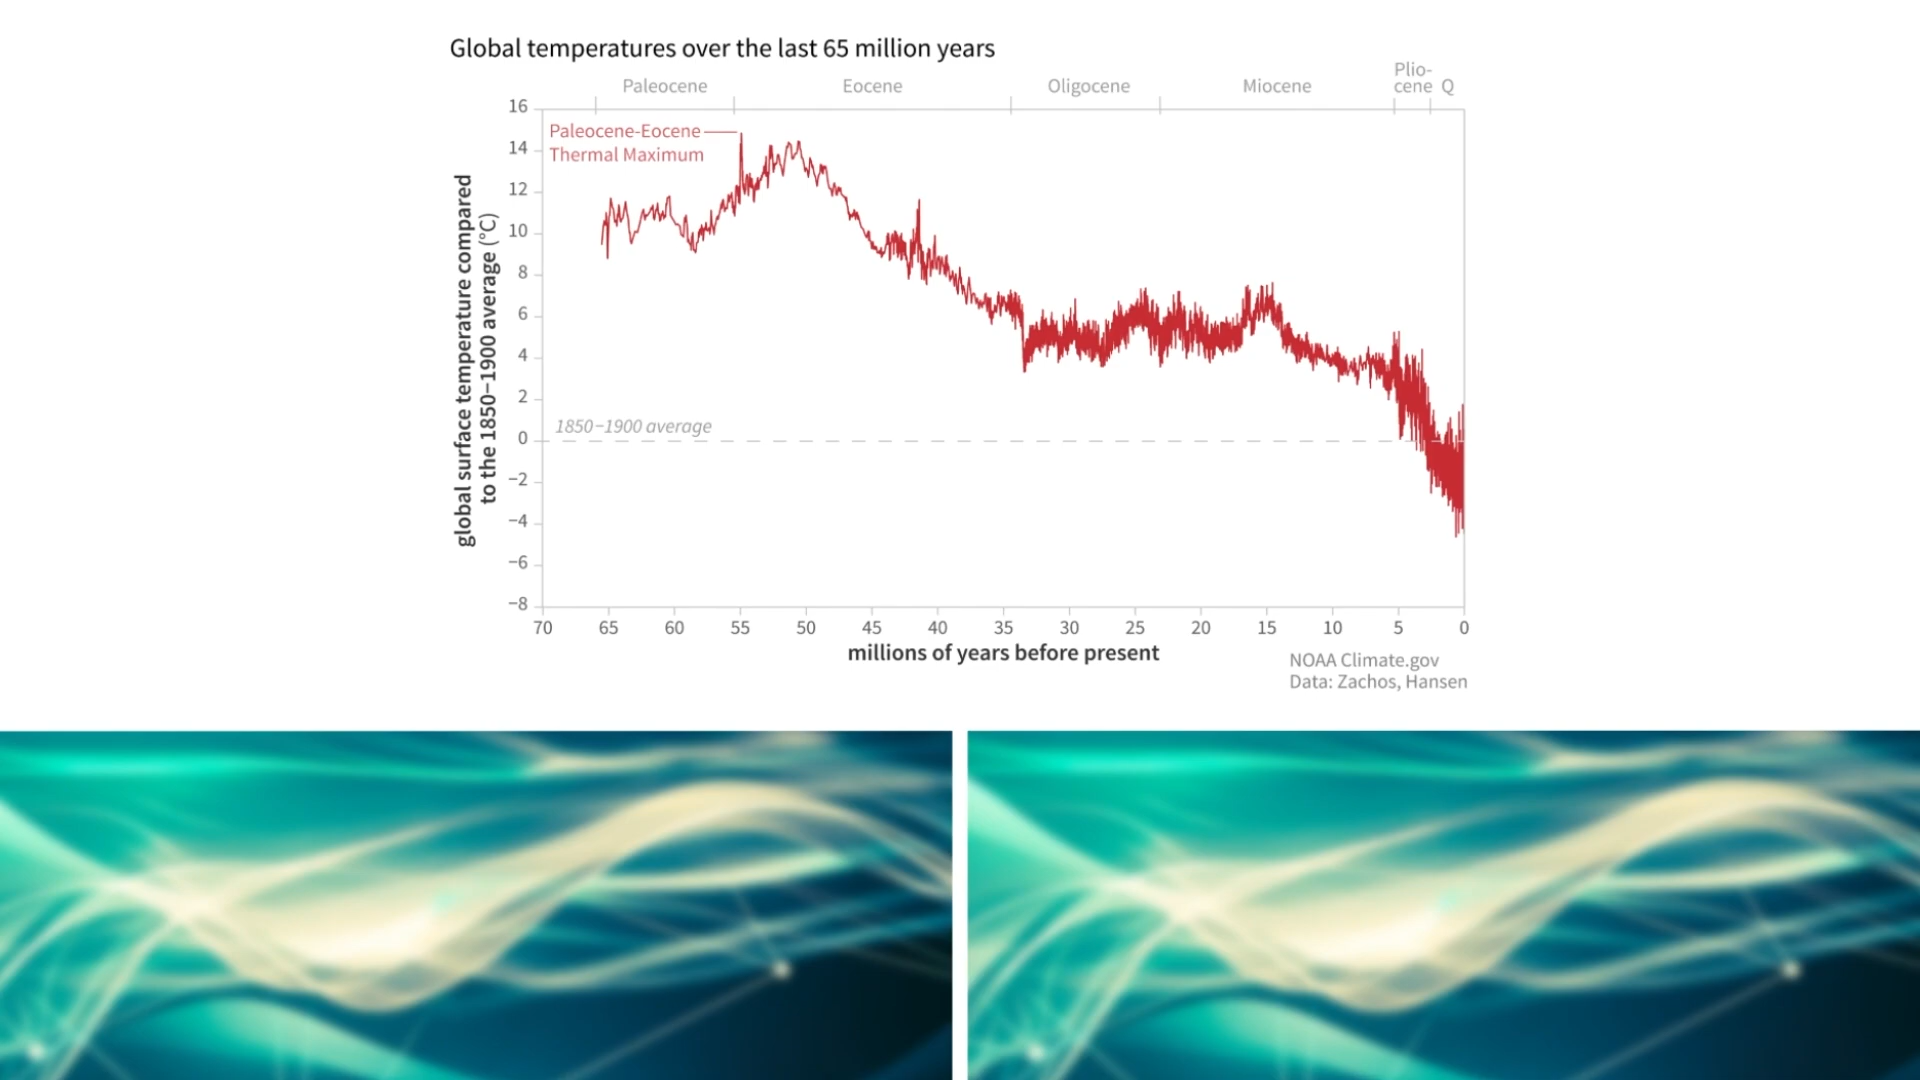 Global temperatures over the last 65 million years
Paleocene
Eocene
Oligocene
Miocene
Plio-
cene
Q
16
14
12
10
8
6
4
2
0
−2
−4
−6
−8
Paleocene-Eocene
Thermal Maximum
global surface temperature compared
to the 1850−1900 average (°C)
1850−1900 average
70 65 60 55 50 45 40 35 30 25 20 15 10 5 0
millions of years before present
NOAA Climate.gov
Data: Zachos, Hansen